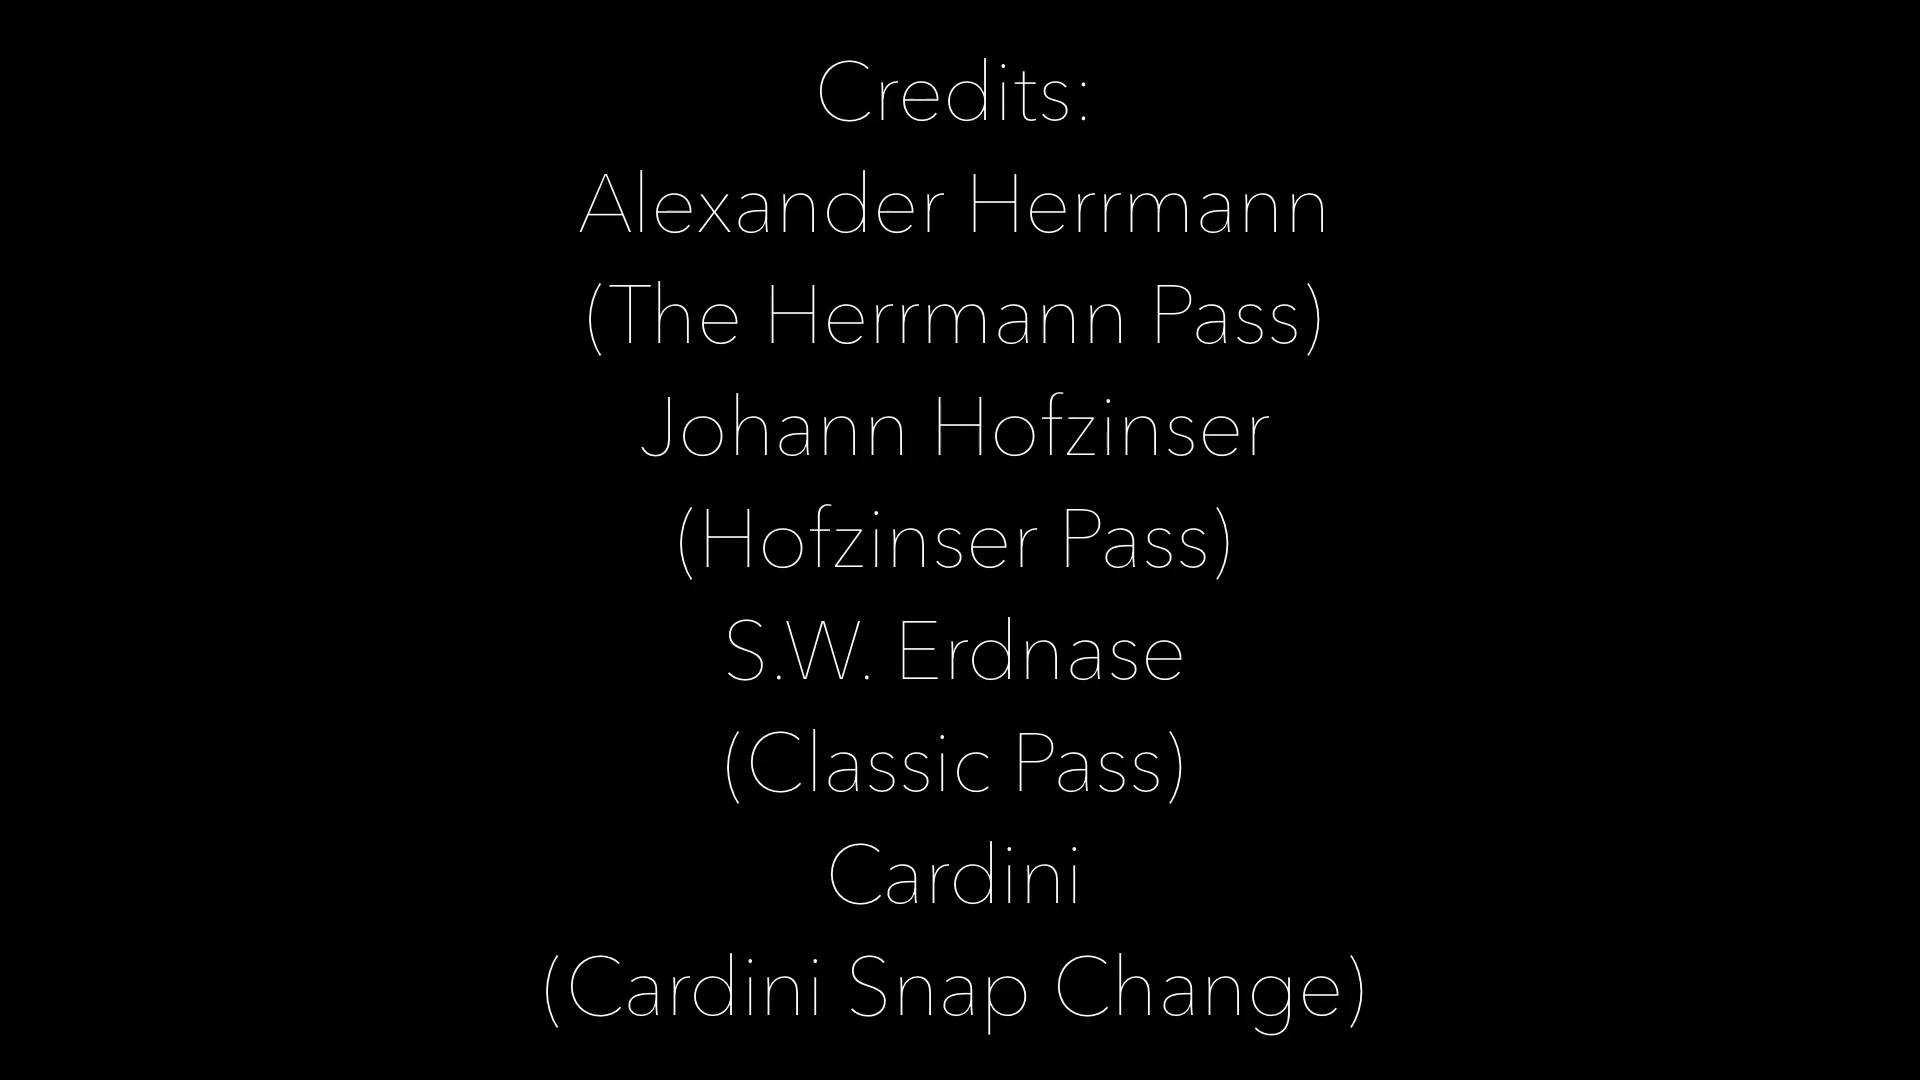 Credits:
Alexander Herrmann
(The Herrmann Pass)
Johann Hofzinser
(Hofzinser Pass)
S.W. Erdnase
(Classic Pass)
Cardini
(Cardini Snap Change)